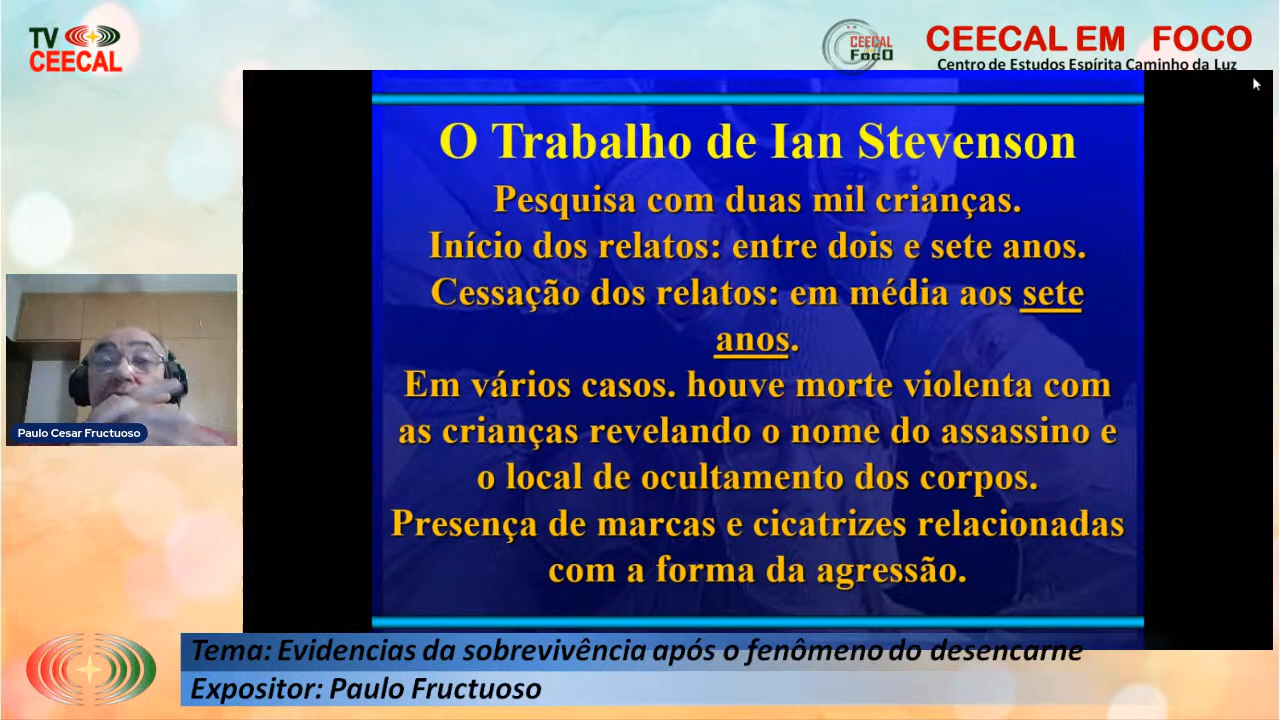 TV
CEECAL
CEECAL
FocO
CEECAL EM FOCO
Centro de Estudos Espírita Caminho da Luz
O Trabalho de Ian Stevenson
Pesquisa com duas mil crianças.
Início dos relatos: entre dois e sete anos.
Cessação dos relatos: em média aos sete
anos.
Em vários casos. houve morte violenta com
as crianças revelando o nome do assassino e
o local de ocultamento dos corpos.
Presença de marcas e cicatrizes relacionadas
com a forma da agressão.
Paulo Cesar Fructuoso
Tema: Evidencias da sobrevivência após o fenômeno do desencarne
Expositor: Paulo Fructuoso